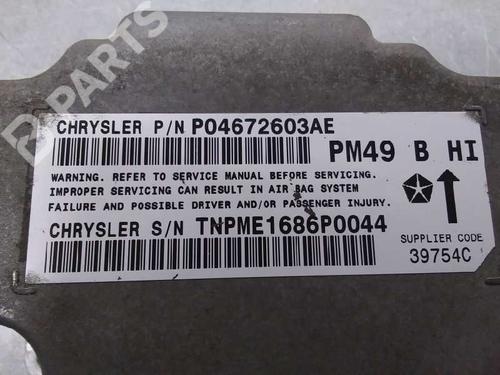 B-PARTS
CHRYSLER P/N P04672603AE
PM49 B HI
WARNING. REFER TO SERVICE MANUAL BEFORE SERVICING.
IMPROPER SERVICING CAN RESULT IN AIR BAG SYSTEM
FAILURE AND POSSIBLE DRIVER AND/OR PASSENGER INJURY.
CHRYSLER S/N TNPME1686P0044
SUPPLIER CODE
39754C